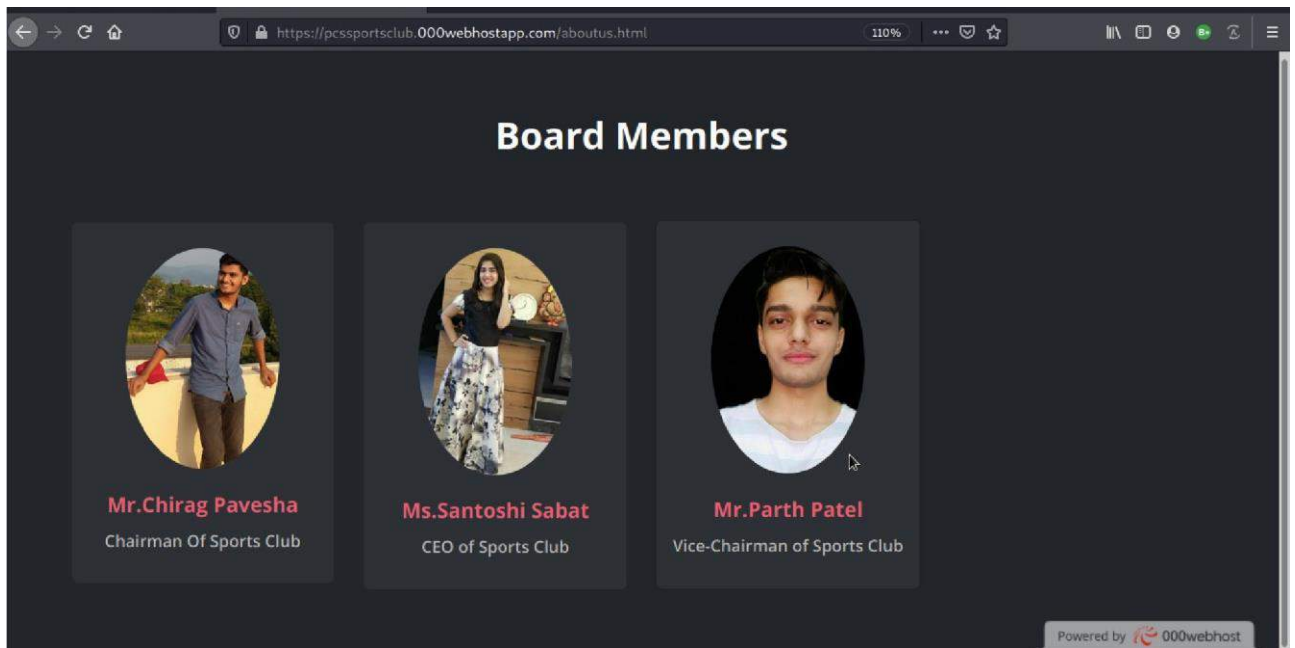 https://pcssportsclub.000webhostapp.com/aboutus.html
110%
Board Members
Mr.Chirag Pavesha
Chairman Of Sports Club
Ms.Santoshi Sabat
CEO of Sports Club
Mr.Parth Patel
Vice-Chairman of Sports Club
Powered by 000webhost